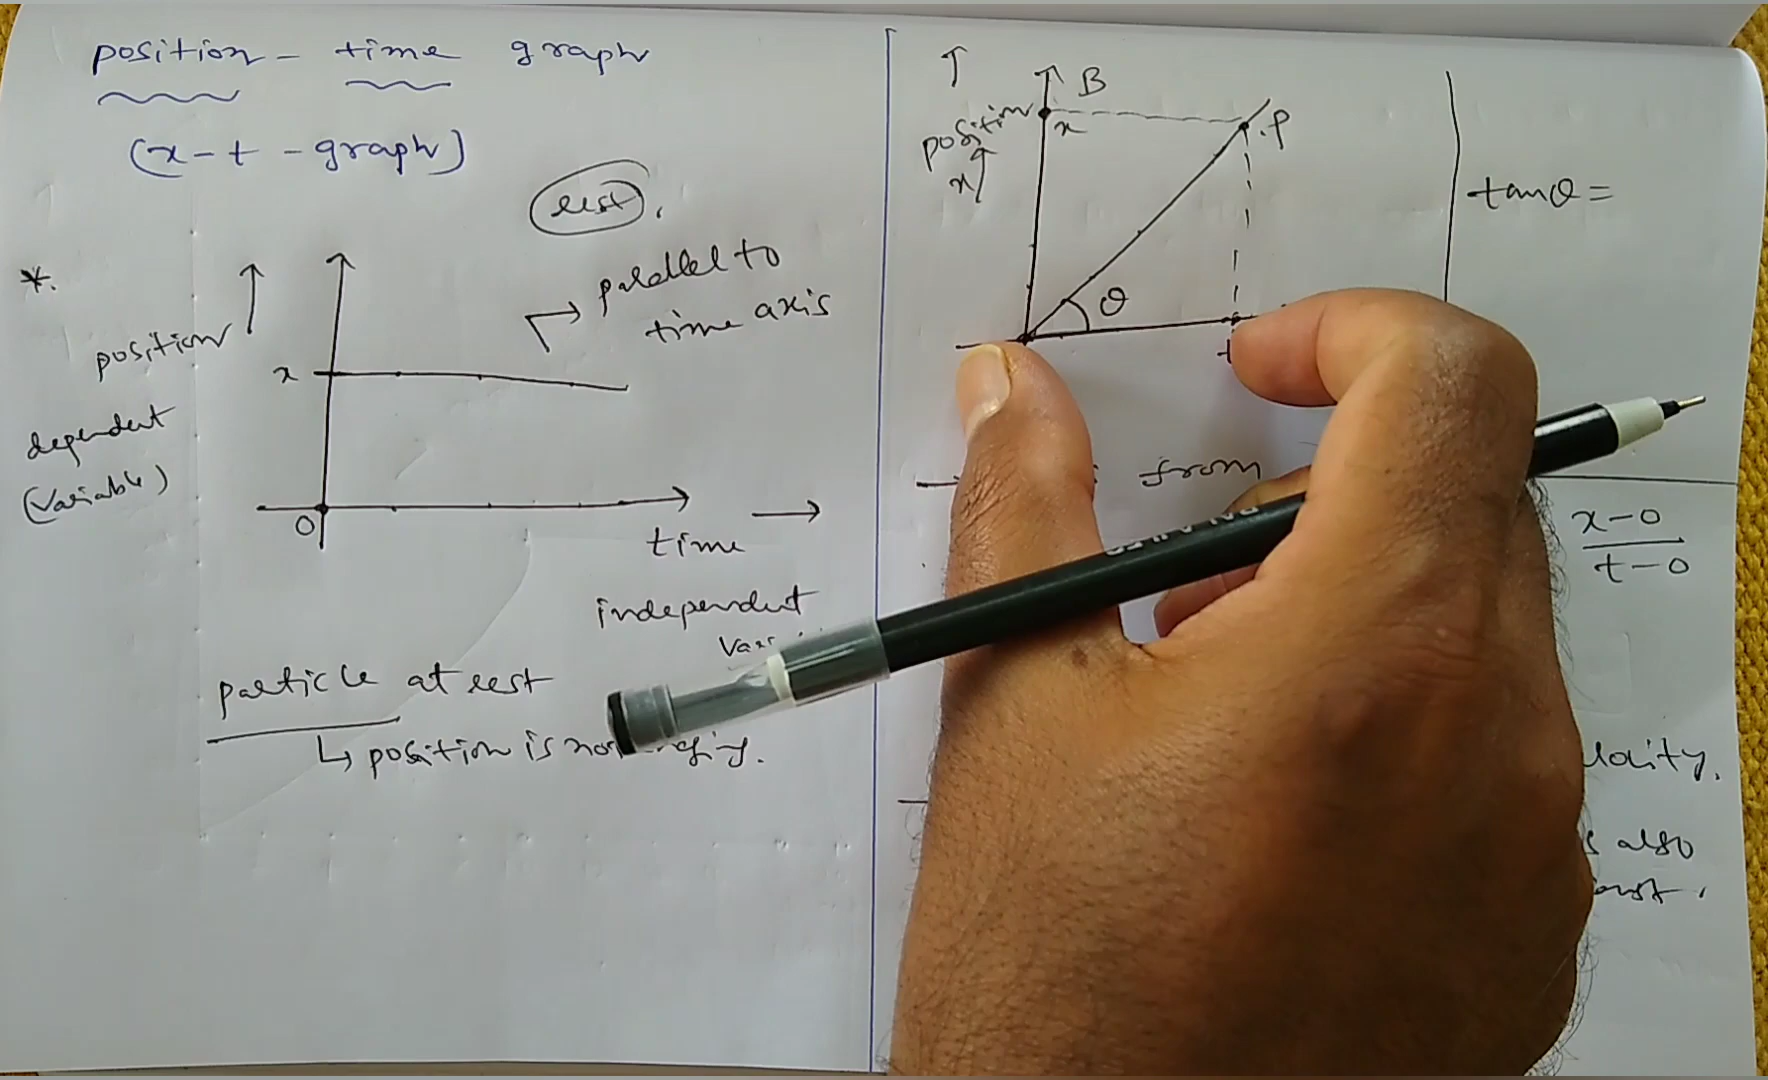 position - time graph
(x-t - graph)
rest.
*.
position
parallel to
time axis
x
dependent
(variable)
O
time
independent
particle at rest
↳ position is
B
position
x
x
.P
θ
t
tanθ =
from
x-0
t-0
also